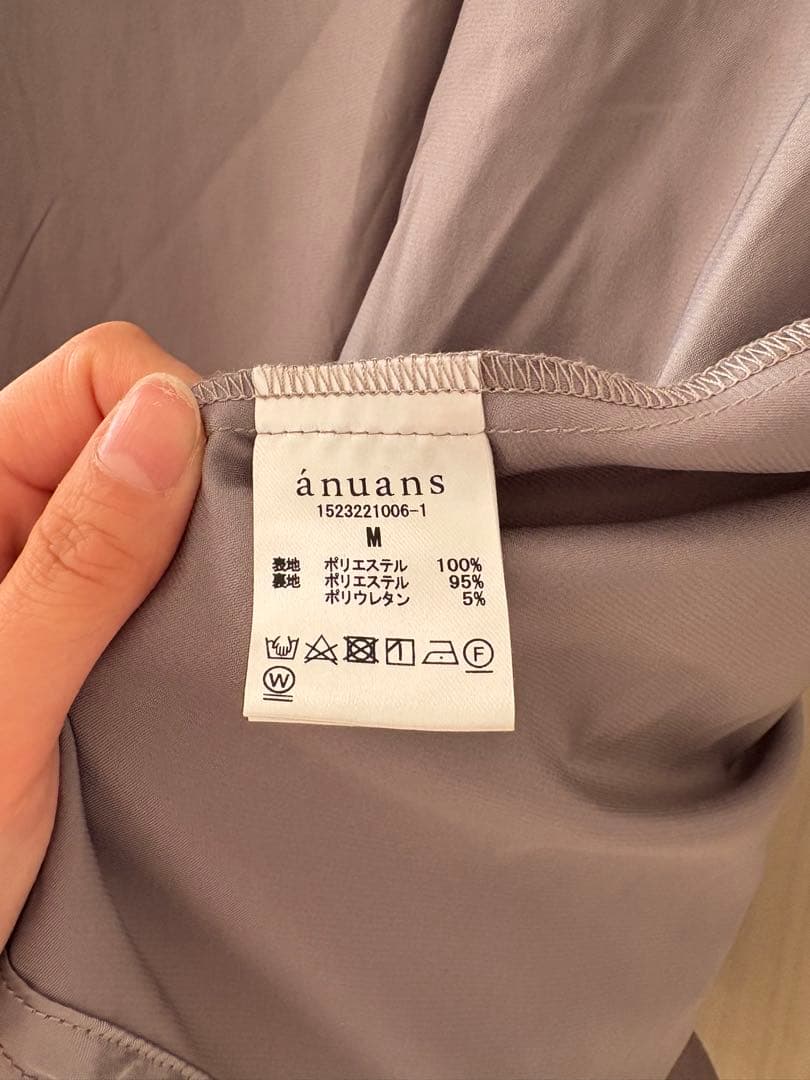 ánuans
1523221006-1
M
表地 ポリエステル 100%
裏地 ポリエステル 95%
ポリウレタン 5%
F
W